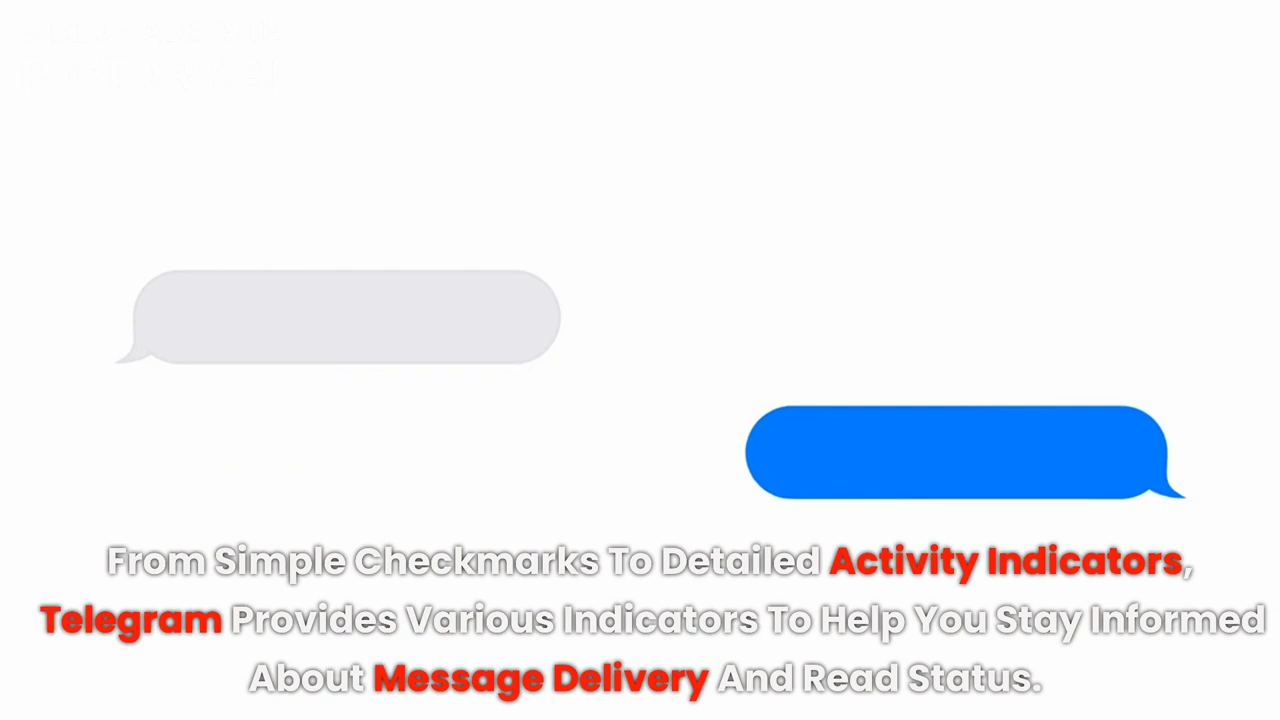 From Simple Checkmarks To Detailed Activity Indicators,
Telegram Provides Various Indicators To Help You Stay Informed
About Message Delivery And Read Status.